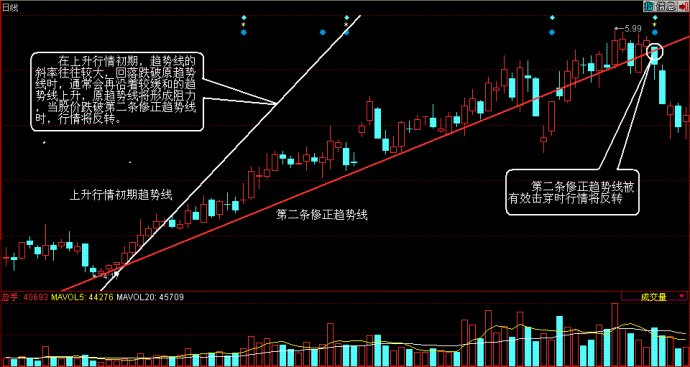 日线
指 信息
5.99
在上升行情初期，趋势线的
斜率往往较大，回落跌破原趋势
线时，通常会再沿着较缓和的趋
势线上升，原趋势线将形成阻力
，当股价跌破第二条修正趋势线
时，行情将反转。
第二条修正趋势线被
有效击穿时行情将反转
上升行情初期趋势线
第二条修正趋势线
总手: 40693 MAVOL5: 44276 MAVOL20: 45709
成交量